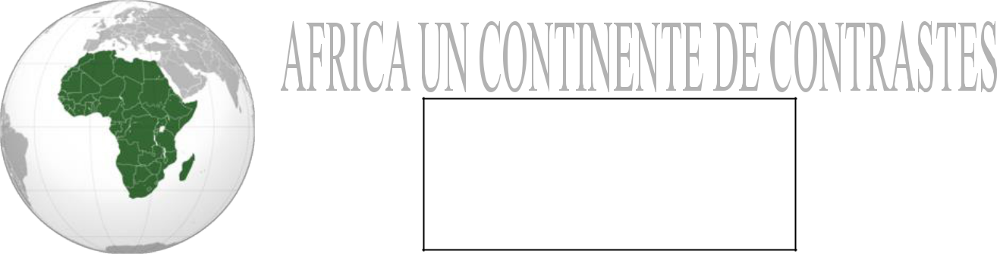 AFRICA UN CONTINENTE DE CONTRASTES